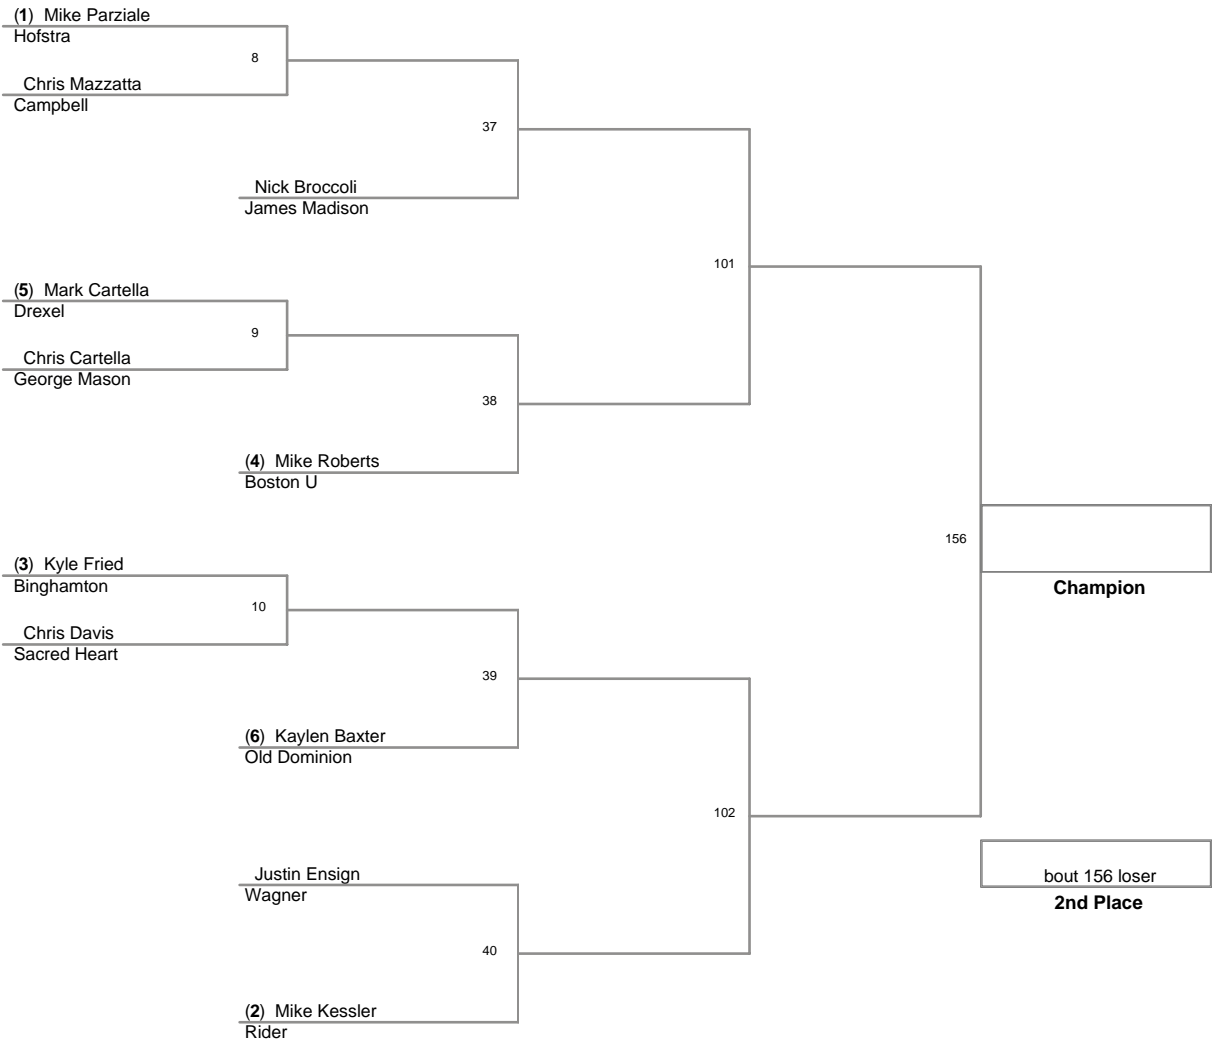 (1) Mike Parziale
Hofstra
8
Chris Mazzatta
Campbell
37
Nick Broccoli
James Madison
101
(5) Mark Cartella
Drexel
9
Chris Cartella
George Mason
38
(4) Mike Roberts
Boston U
156
Champion
(3) Kyle Fried
Binghamton
10
Chris Davis
Sacred Heart
39
(6) Kaylen Baxter
Old Dominion
102
Justin Ensign
Wagner
bout 156 loser
2nd Place
40
(2) Mike Kessler
Rider